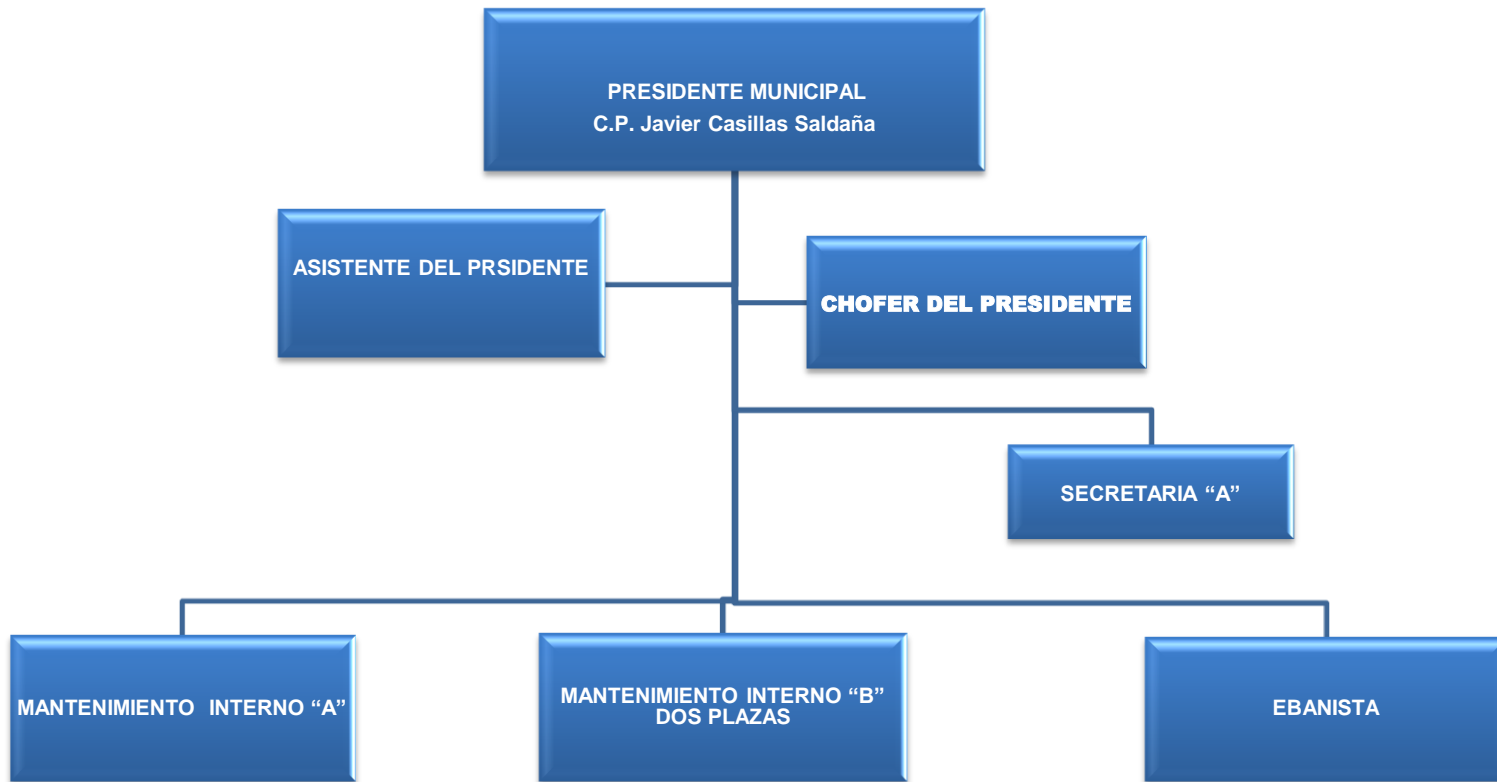 PRESIDENTE MUNICIPAL
C.P. Javier Casillas Saldaña
ASISTENTE DEL PRSIDENTE
CHOFER DEL PRESIDENTE
SECRETARIA “A”
MANTENIMIENTO INTERNO “A”
MANTENIMIENTO INTERNO “B”
DOS PLAZAS
EBANISTA